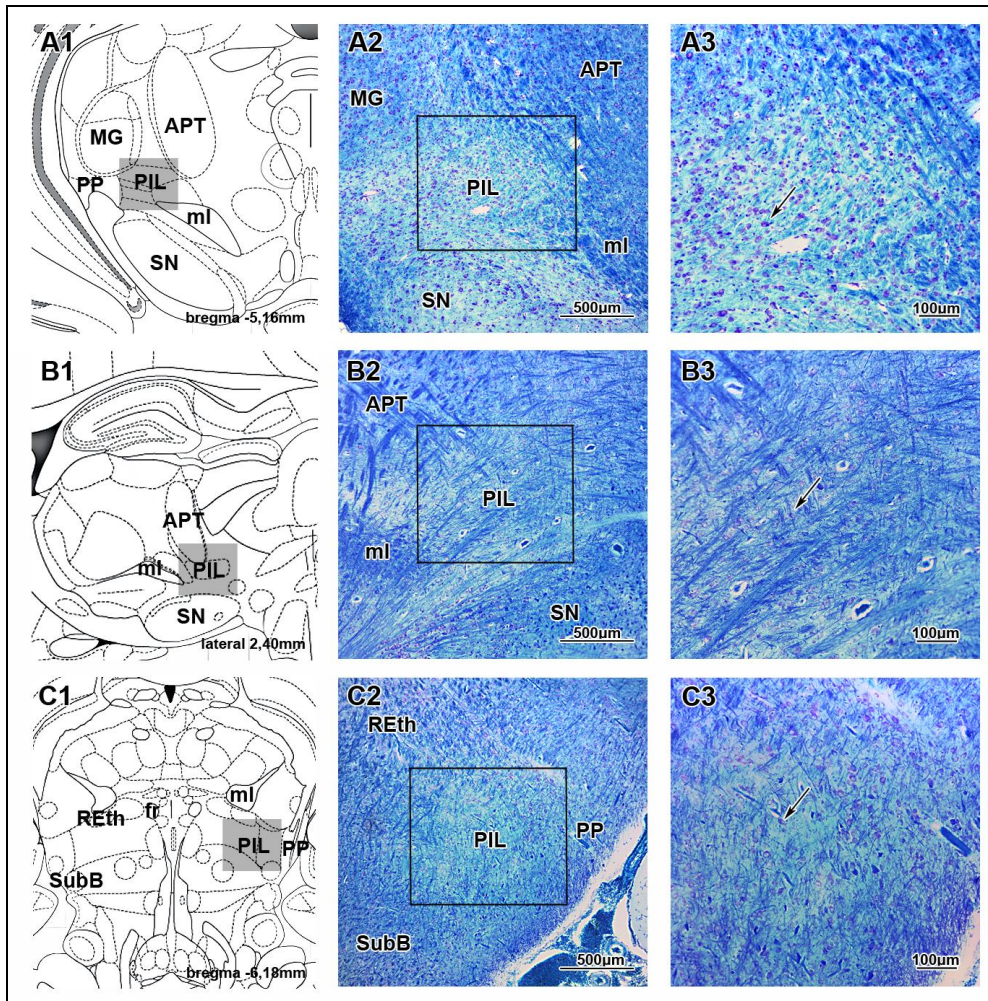 A1
MG
APT
PP
PIL
ml
SN
bregma -5,16mm
A2
APT
MG
PIL
ml
SN
500µm
A3
100µm
B1
APT
ml
PIL
SN
lateral 2,40mm
B2
APT
PIL
ml
SN
500µm
B3
100µm
C1
ml
fr
REth
PIL
PP
SubB
bregma -6,18mm
C2
REth
PP
PIL
SubB
500µm
C3
100µm